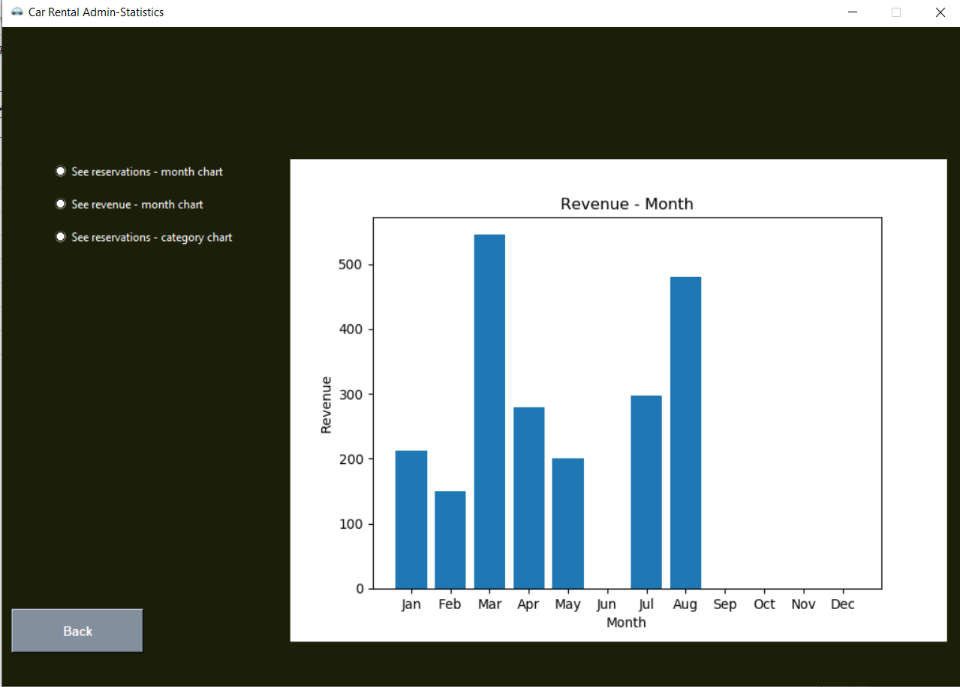 Car Rental Admin-Statistics
See reservations - month chart
See revenue - month chart
See reservations - category chart
Back
Revenue - Month
Revenue
500
400
300
200
100
0
Jan Feb Mar Apr May Jun Jul Aug Sep Oct Nov Dec
Month